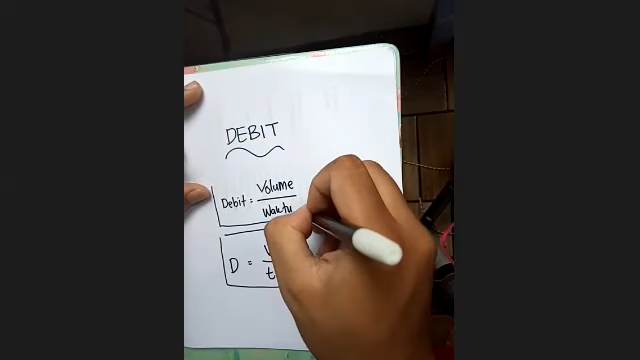 DEBIT
Debit = Volume
Waktu
D =
t